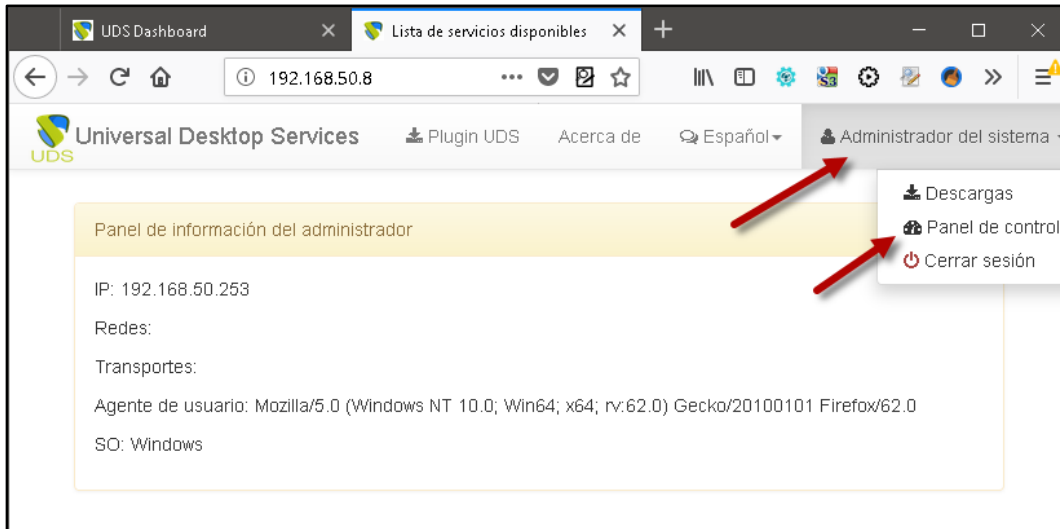 UDS Dashboard
Lista de servicios disponibles
192.168.50.8
Universal Desktop Services
UDS
Plugin UDS
Acerca de
Español
Administrador del sistema
Descargas
Panel de control
Cerrar sesión
Panel de información del administrador
IP: 192.168.50.253
Redes:
Transportes:
Agente de usuario: Mozilla/5.0 (Windows NT 10.0; Win64; x64; rv:62.0) Gecko/20100101 Firefox/62.0
SO: Windows